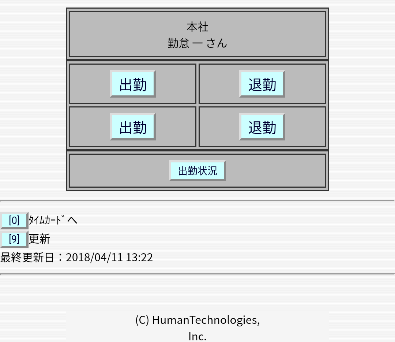 本社
勤怠 一 さん
出勤 退勤
出勤 退勤
出勤状況
[0] ﾀｲﾑｶｰﾄﾞへ
[9] 更新
最終更新日：2018/04/11 13:22
(C) HumanTechnologies,
Inc.